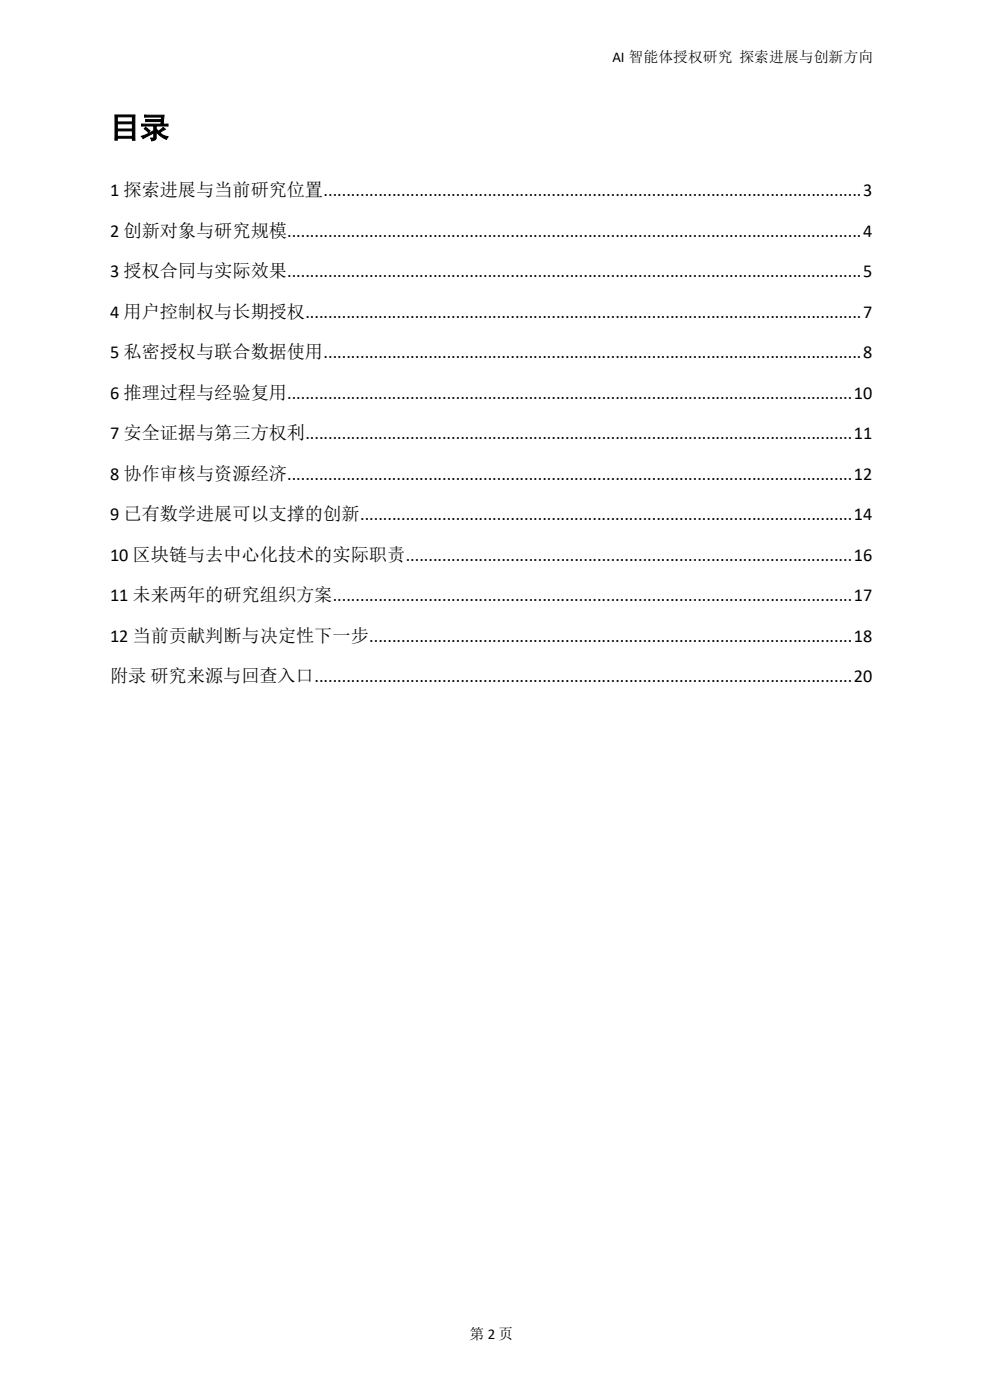 AI 智能体授权研究 探索进展与创新方向
目录
1 探索进展与当前研究位置........3
2 创新对象与研究规模........4
3 授权合同与实际效果........5
4 用户控制权与长期授权........7
5 私密授权与联合数据使用........8
6 推理过程与经验复用........10
7 安全证据与第三方权利........11
8 协作审核与资源经济........12
9 已有数学进展可以支撑的创新........14
10 区块链与去中心化技术的实际职责........16
11 未来两年的研究组织方案........17
12 当前贡献判断与决定性下一步........18
附录 研究来源与回查入口........20
第 2 页